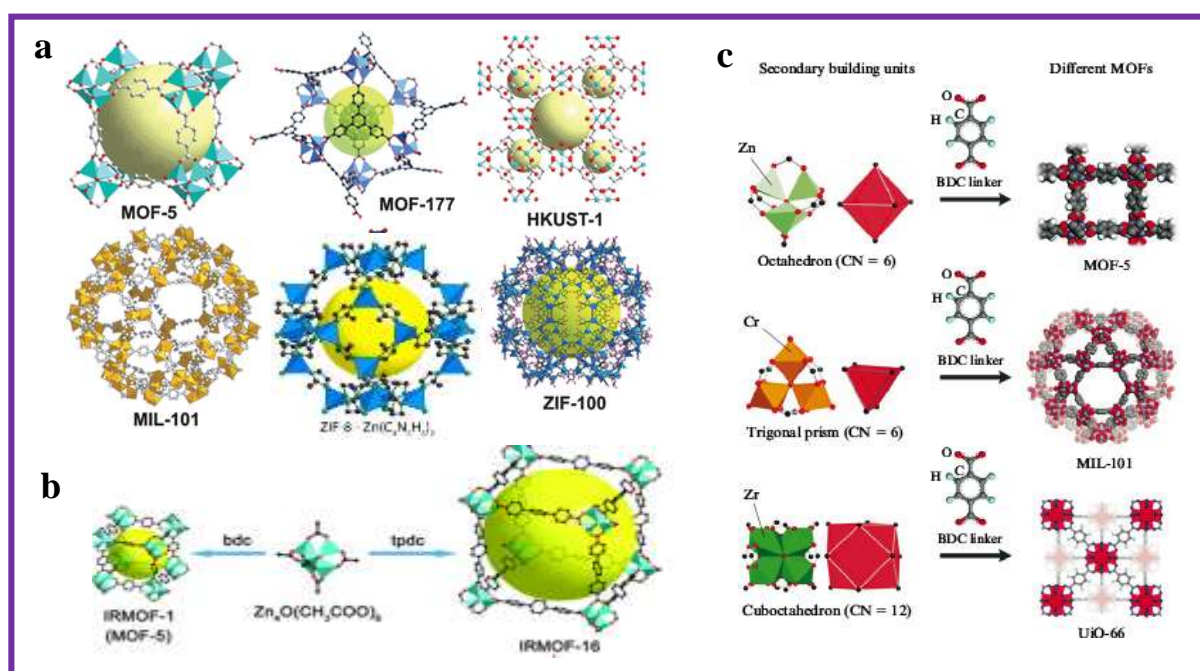 a
MOF-5
MOF-177
HKUST-1
MIL-101
ZIF-8
ZIF-100
b
bdc
tpdc
IRMOF-1
(MOF-5)
IRMOF-16
c
Secondary building units
Different MOFs
Zn
O
C
H
BDC linker
Octahedron (CN = 6)
MOF-5
Cr
O
C
H
BDC linker
Trigonal prism (CN = 6)
MIL-101
Zr
O
C
H
BDC linker
Cuboctahedron (CN = 12)
UiO-66